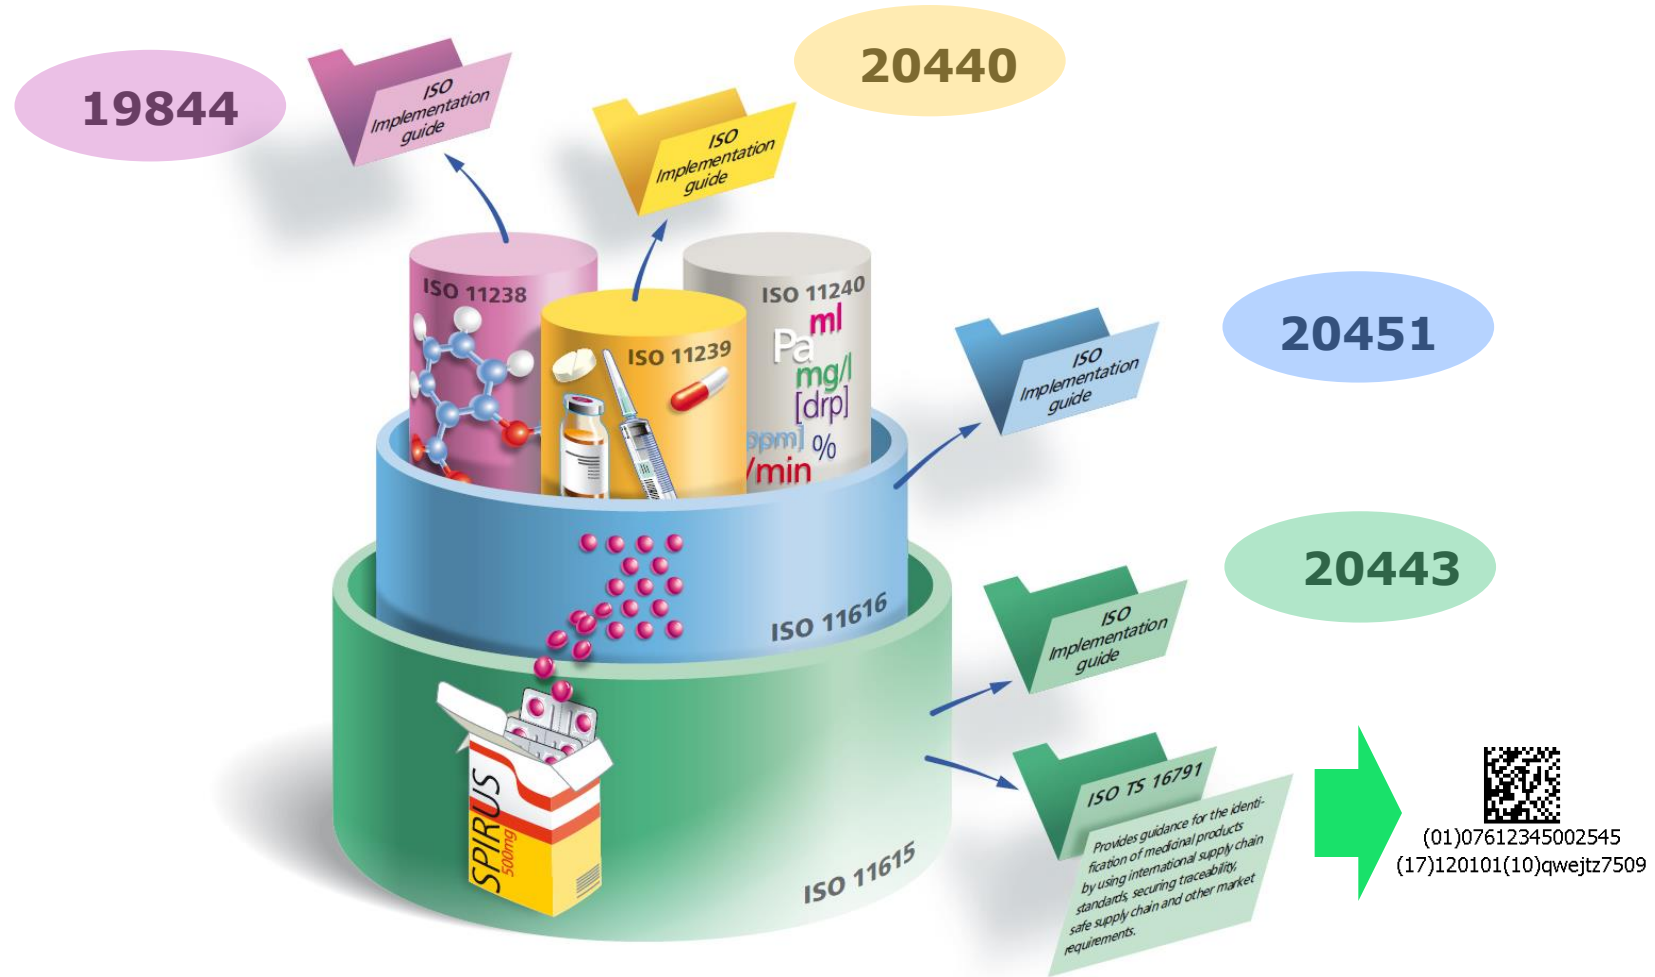 19844
ISO
Implementation
guide
20440
ISO
Implementation
guide
ISO 11238
ISO 11239
ISO 11240
ml
Pa
mg/l
[drp]
ppm]
%
/min
20451
ISO
Implementation
guide
ISO 11616
20443
ISO
Implementation
guide
ISO 11615
SPIRUS
500mg
ISO TS 16791
Provides guidance for the identi-
fication of medicinal products
by using international supply chain
standards, securing traceability,
safe supply chain and other market
requirements.
(01)07612345002545
(17)120101(10)qwejtz7509